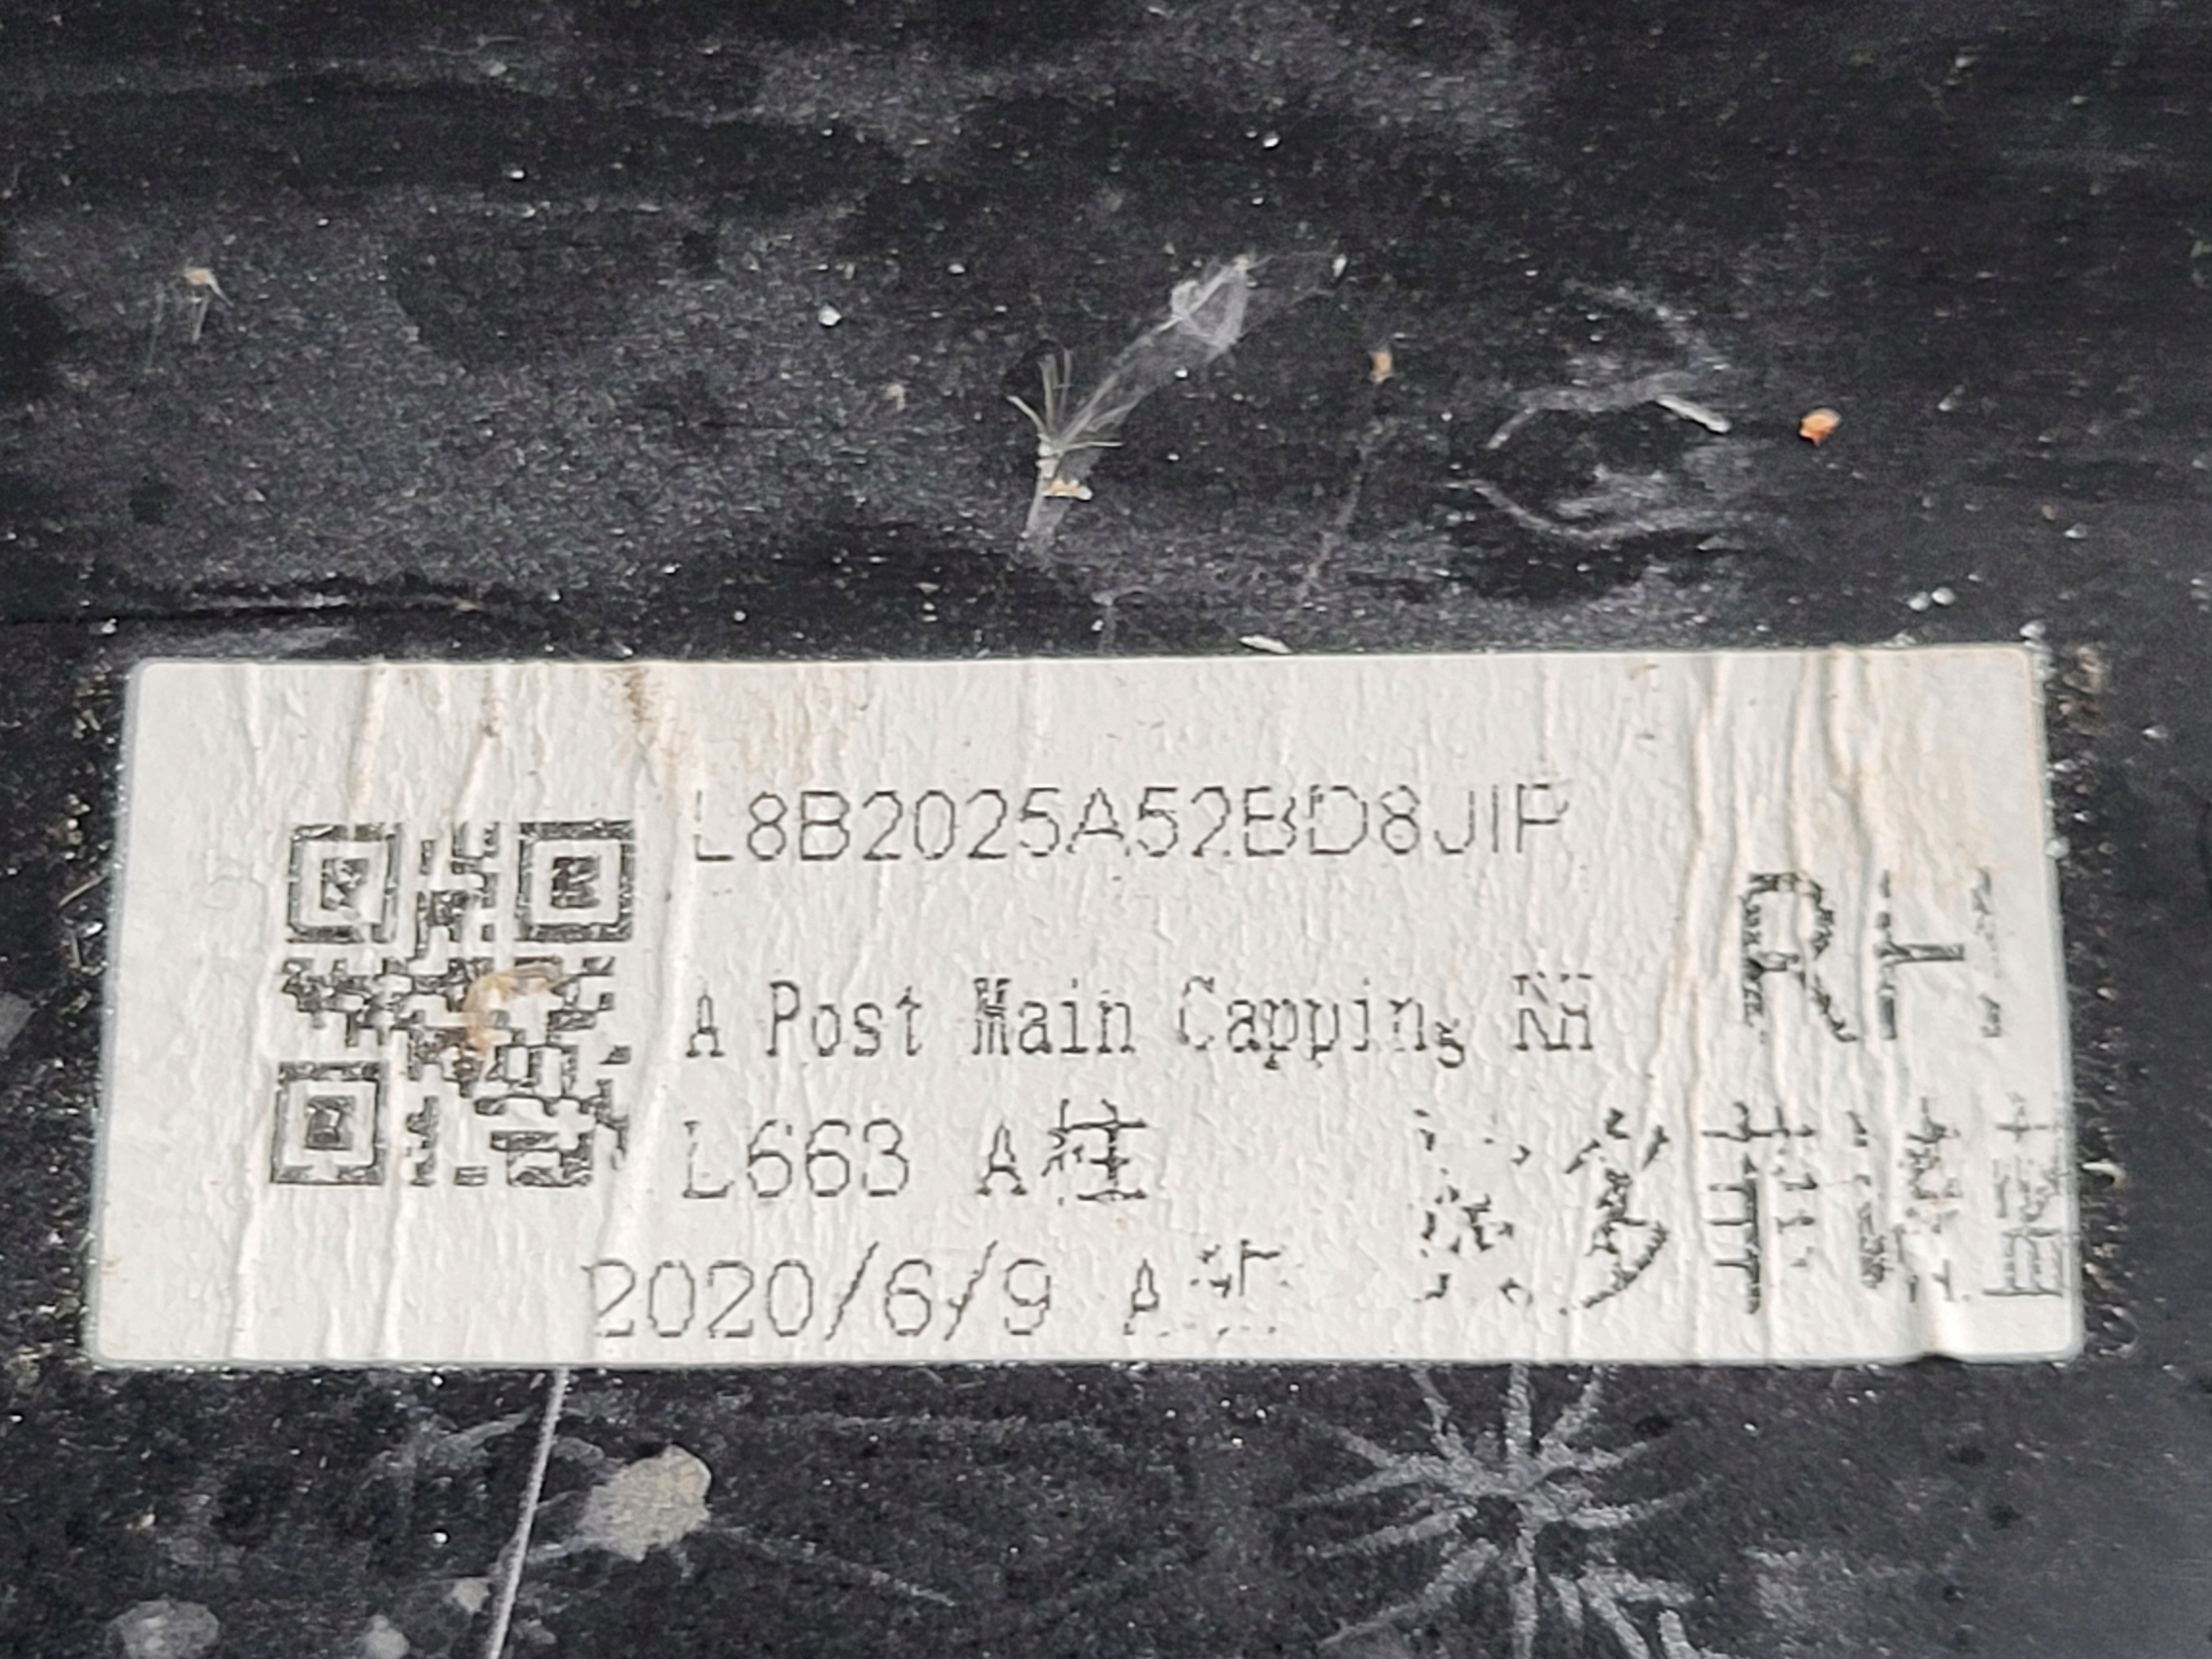 L8B2025A52BD8JIP
RH
A Post Main Capping RH
L663 A柱
2020/6/9 A